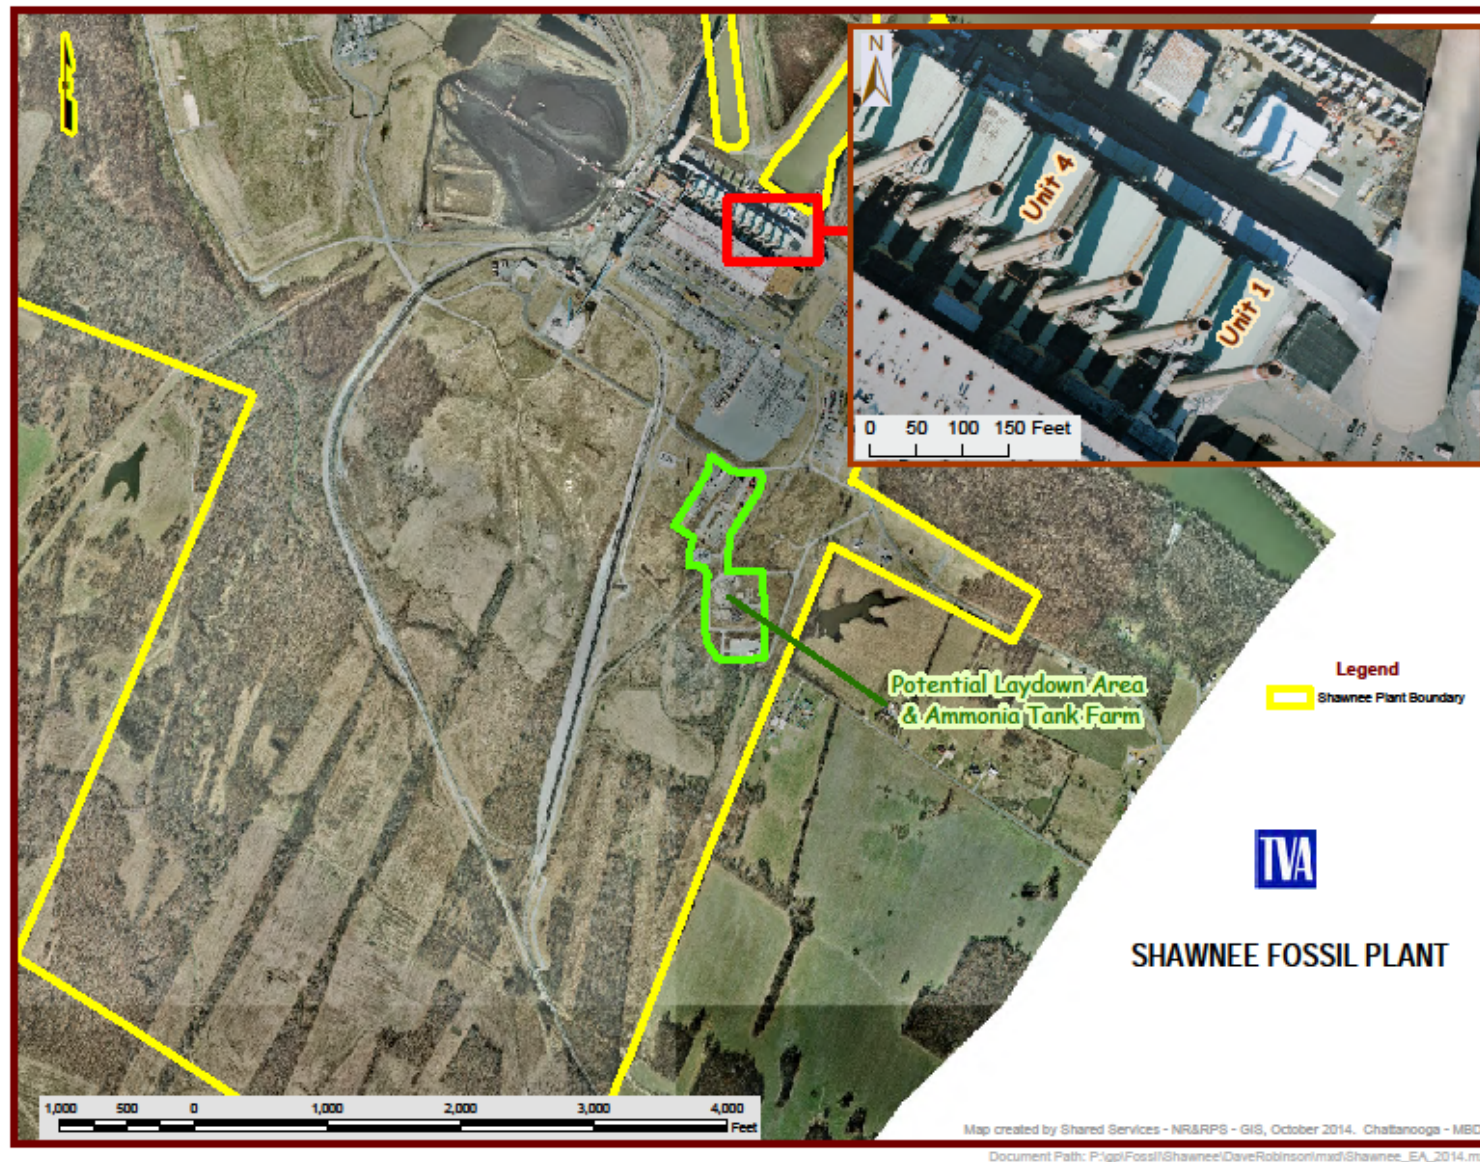 N
Unit 4
Unit 1
0 50 100 150 Feet
Potential Laydown Area
& Ammonia Tank Farm
Legend
Shawnee Plant Boundary
TVA
SHAWNEE FOSSIL PLANT
1,000 500 0 1,000 2,000 3,000 4,000
Feet
Map created by Shared Services - NR&RPS - GIS, October 2014. Chattanooga - MBD
Document Path: P:\gp\Fossil\Shawnee\DaveRobinson\mxd\Shawnee_EA_2014.m